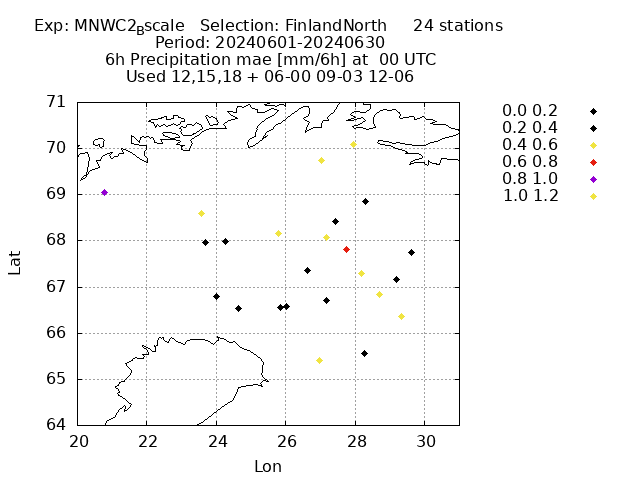 Exp: MNWC2_Bscale   Selection: FinlandNorth     24 stations
Period: 20240601-20240630
6h Precipitation mae [mm/6h] at  00 UTC
Used 12,15,18 + 06-00 09-03 12-06
0.0 0.2
0.2 0.4
0.4 0.6
0.6 0.8
0.8 1.0
1.0 1.2
71
70
69
68
67
66
65
64
Lat
20 22 24 26 28 30
Lon